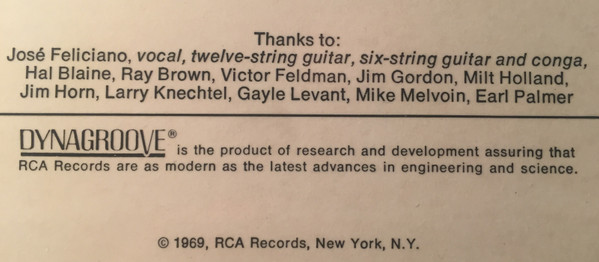 Thanks to:
José Feliciano, vocal, twelve-string guitar, six-string guitar and conga,
Hal Blaine, Ray Brown, Victor Feldman, Jim Gordon, Milt Holland,
Jim Horn, Larry Knechtel, Gayle Levant, Mike Melvoin, Earl Palmer
DYNAGROOVE® is the product of research and development assuring that
RCA Records are as modern as the latest advances in engineering and science.
© 1969, RCA Records, New York, N.Y.